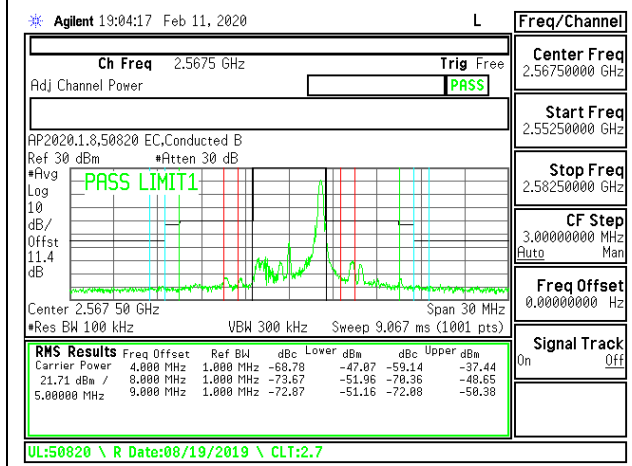 Agilent 19:04:17 Feb 11, 2020 L
Freq/Channel
Ch Freq 2.5675 GHz Trig Free
Adj Channel Power PASS
Center Freq
2.56750000 GHz
Start Freq
2.55250000 GHz
Stop Freq
2.58250000 GHz
CF Step
3.00000000 MHz
Auto Man
Freq Offset
0.00000000 Hz
Signal Track
On Off
AP2020.1.8,50820 EC,Conducted B
Ref 30 dBm #Atten 30 dB
#Avg
Log
10
dB/
Offst
11.4
dB
PASS LIMIT1
Center 2.567 50 GHz Span 30 MHz
#Res BW 100 kHz VBW 300 kHz Sweep 9.067 ms (1001 pts)
RMS Results Freq Offset Ref BW dBc Lower dBm dBc Upper dBm
Carrier Power 4.000 MHz 1.000 MHz -68.78 -47.07 -59.14 -37.44
21.71 dBm / 8.000 MHz 1.000 MHz -73.67 -51.96 -70.36 -48.65
5.00000 MHz 9.000 MHz 1.000 MHz -72.87 -51.16 -72.08 -50.38
UL:50820 \ R Date:08/19/2019 \ CLT:2.7